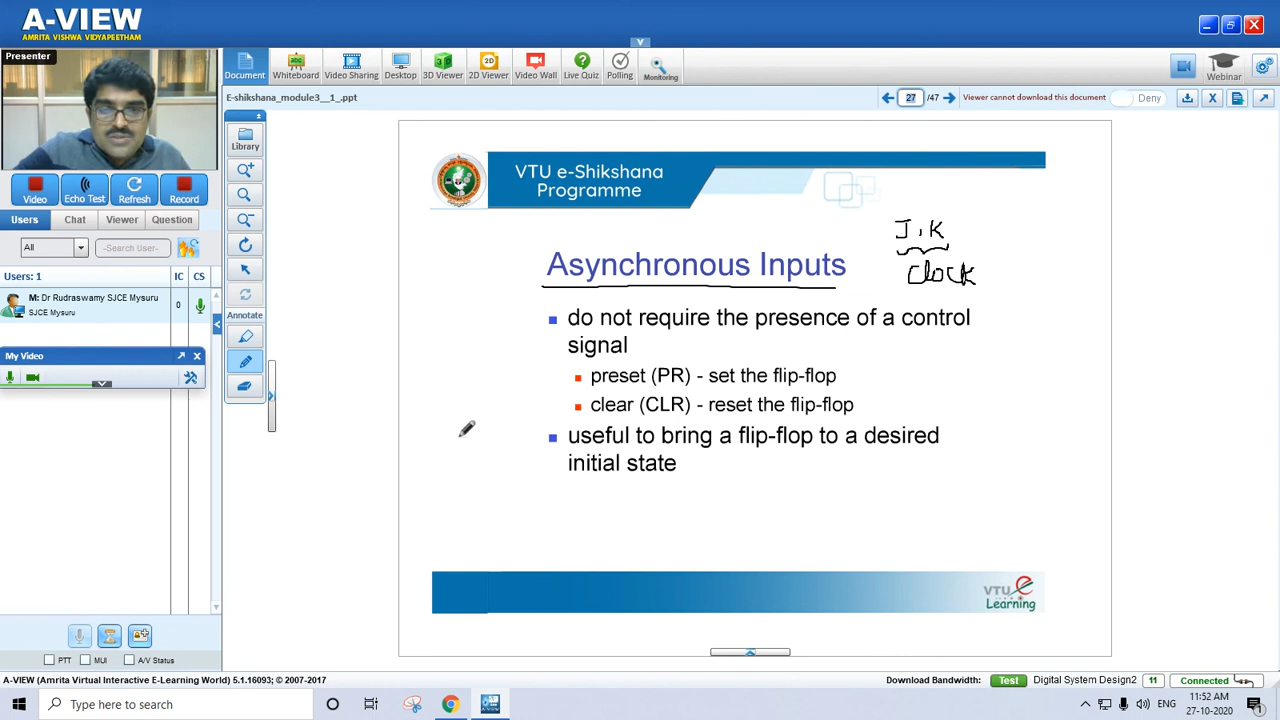 A-VIEW
AMRITA VISHWA VIDYAPEETHAM
Presenter
Document
Whiteboard
Video Sharing
Desktop
3D Viewer
2D Viewer
Video Wall
Live Quiz
Polling
Monitoring
Webinar
E-shikshana_module3__1_.ppt
27 /47
Viewer cannot download this document
Deny
Library
Annotate
Video
Echo Test
Refresh
Record
Users
Chat
Viewer
Question
All
-Search User-
Users: 1
IC
CS
M: Dr Rudraswamy SJCE Mysuru
SJCE Mysuru
0
My Video
VTU e-Shikshana
Programme
J, K
Clock
Asynchronous Inputs
do not require the presence of a control
signal
preset (PR) - set the flip-flop
clear (CLR) - reset the flip-flop
useful to bring a flip-flop to a desired
initial state
VTU e
Learning
PTT
MUI
A/V Status
A-VIEW (Amrita Virtual Interactive E-Learning World) 5.1.16093; © 2007-2017
Download Bandwidth:
Test
Digital System Design2
11
Connected
Type here to search
ENG
11:52 AM
27-10-2020
1